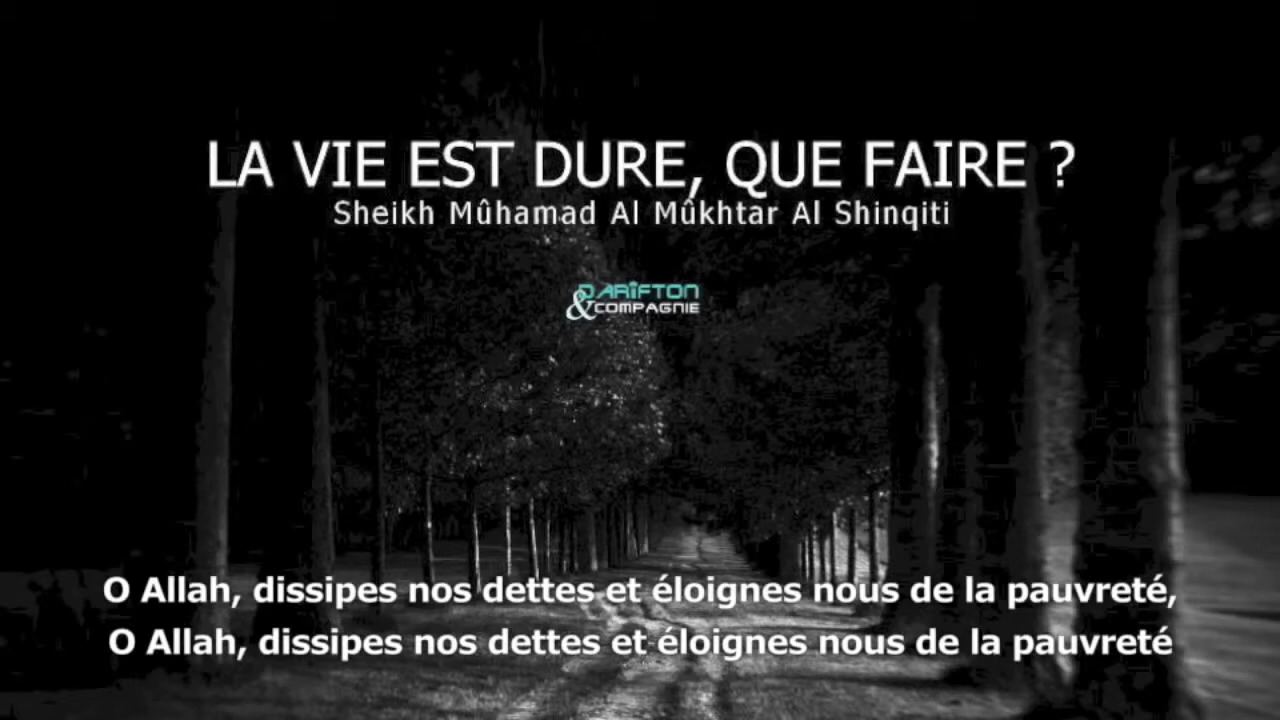 LA VIE EST DURE, QUE FAIRE ?
Sheikh Mûhamad Al Mûkhtar Al Shinqiti
DARIFTON
&COMPAGNIE
O Allah, dissipes nos dettes et éloignes nous de la pauvreté,
O Allah, dissipes nos dettes et éloignes nous de la pauvreté